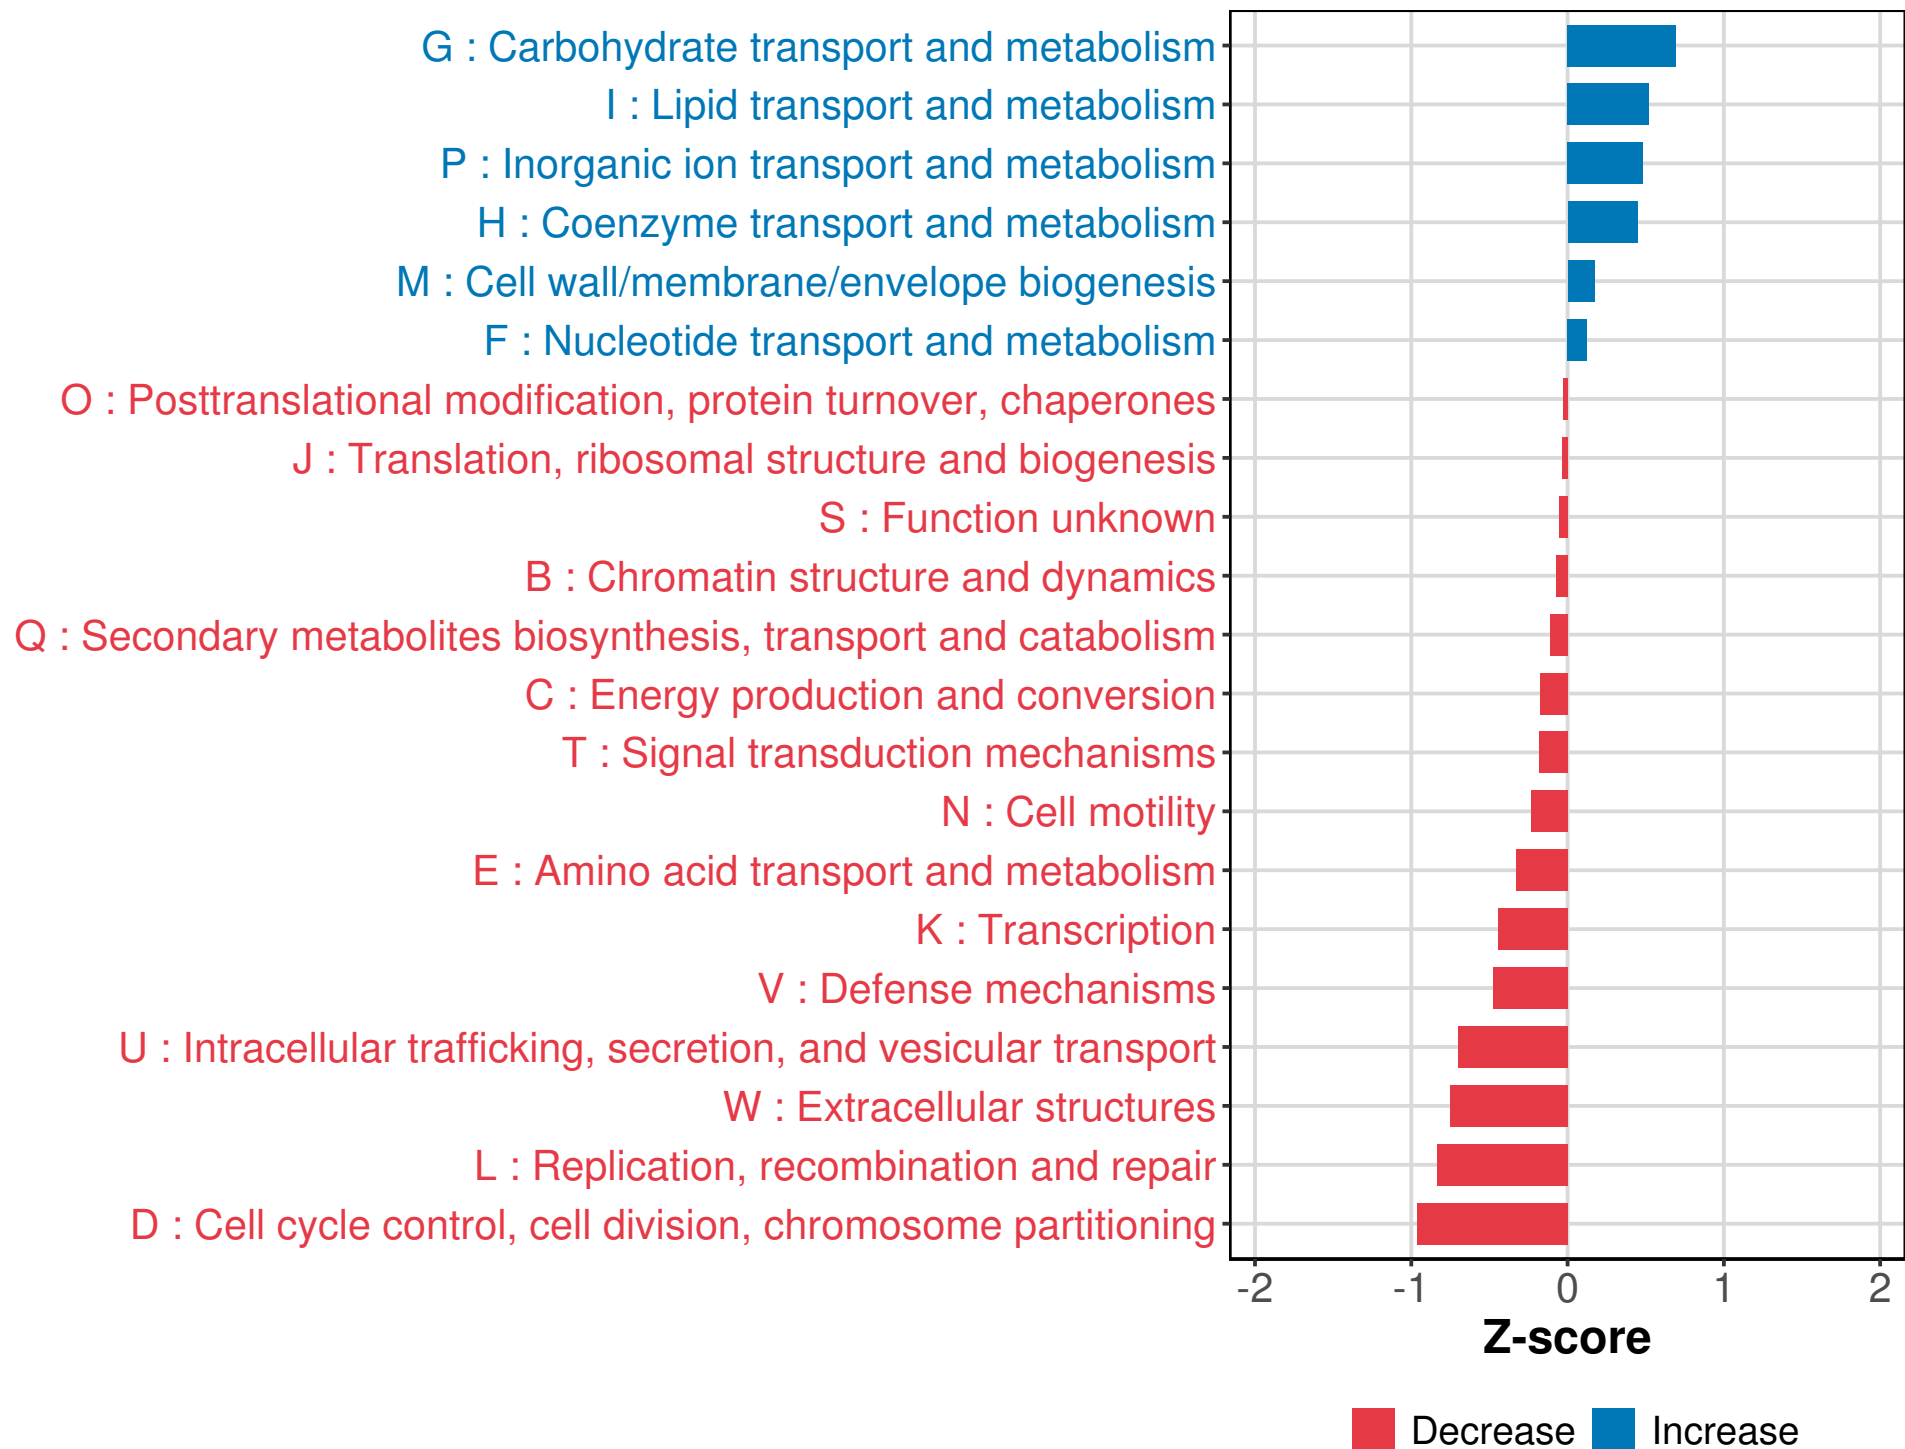 G : Carbohydrate transport and metabolism
I : Lipid transport and metabolism
P : Inorganic ion transport and metabolism
H : Coenzyme transport and metabolism
M : Cell wall/membrane/envelope biogenesis
F : Nucleotide transport and metabolism
O : Posttranslational modification, protein turnover, chaperones
J : Translation, ribosomal structure and biogenesis
S : Function unknown
B : Chromatin structure and dynamics
Q : Secondary metabolites biosynthesis, transport and catabolism
C : Energy production and conversion
T : Signal transduction mechanisms
N : Cell motility
E : Amino acid transport and metabolism
K : Transcription
V : Defense mechanisms
U : Intracellular trafficking, secretion, and vesicular transport
W : Extracellular structures
L : Replication, recombination and repair
D : Cell cycle control, cell division, chromosome partitioning
-2 -1 0 1 2
Z-score
Decrease Increase